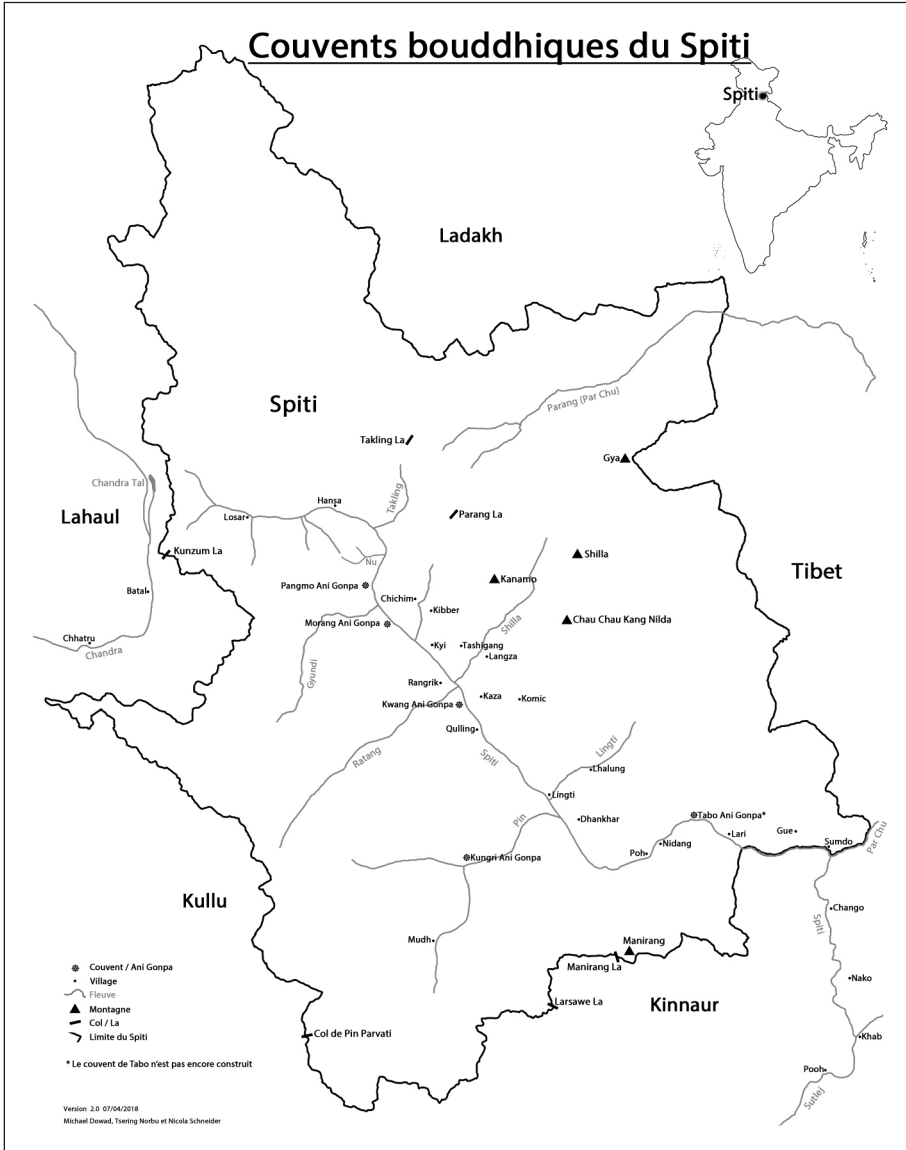 Couvents bouddhiques du Spiti
Spiti
Ladakh
Parang (Par Chu)
Spiti
Takling La
Gya
Takling
Chandra Tal
Hansa
Lahaul
Losar
Parang La
Kunzum La
Nu
Shilla
Tibet
Kanamo
Pangmo Ani Gonpa
Batal
Chichim
Kibber
Chau Chau Kang Nilda
Morang Ani Gonpa
Shilla
Chhatru
Chandra
Kyi
Tashigang
Langza
Gyundi
Rangrik
Kaza
Komic
Kwang Ani Gonpa
Qulling
Ratang
Spiti
Lingti
Lhalung
Lingti
Pin
Dhankhar
Tabo Ani Gonpa*
Lari
Gue
Sumdo
Par Chu
Nidang
Poh
Kungri Ani Gonpa
Kullu
Chango
Spiti
Mudh
Manirang
Manirang La
Nako
Larsawe La
Kinnaur
Col de Pin Parvati
Khab
Pooh
Sutlej
Couvent / Ani Gonpa
Village
Fleuve
Montagne
Col / La
Limite du Spiti
* Le couvent de Tabo n'est pas encore construit
Version 2.0 07/04/2018
Michael Dowad, Tsering Norbu et Nicola Schneider